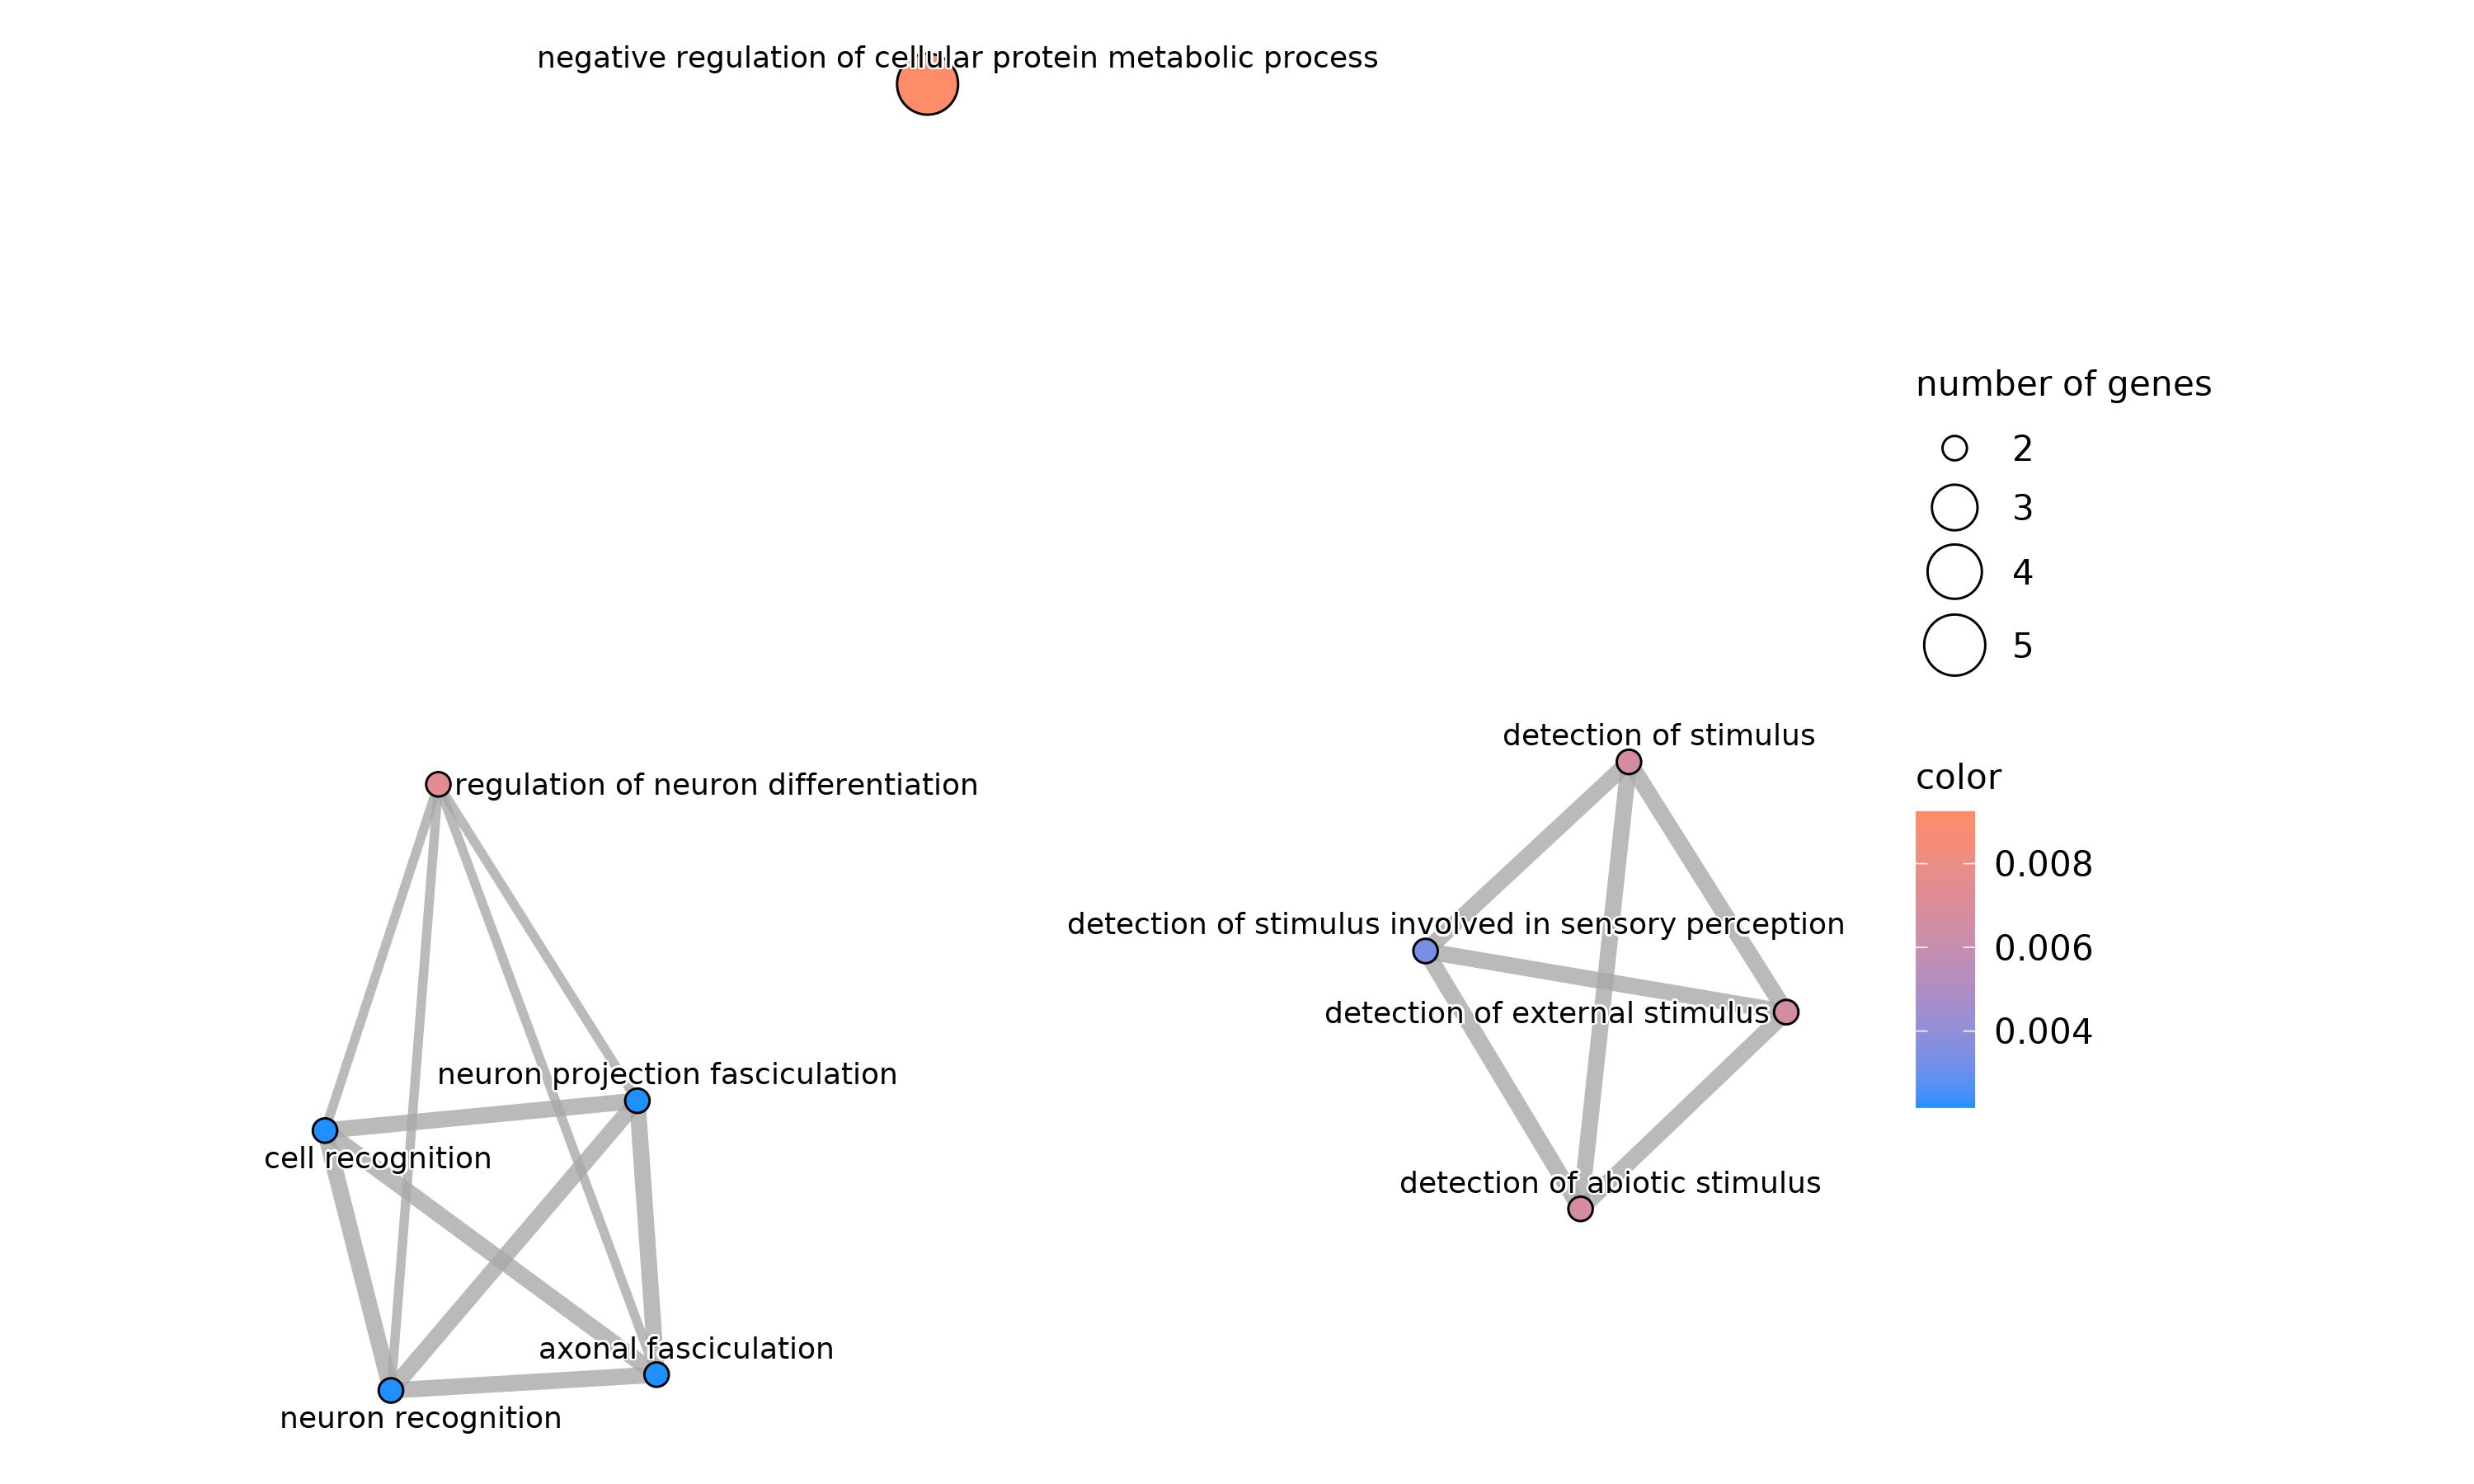 negative regulation of cellular protein metabolic process
number of genes
2
3
4
5
detection of stimulus
regulation of neuron differentiation
color
0.008
detection of stimulus involved in sensory perception
0.006
detection of external stimulus
0.004
neuron projection fasciculation
cell recognition
detection of abiotic stimulus
axonal fasciculation
neuron recognition